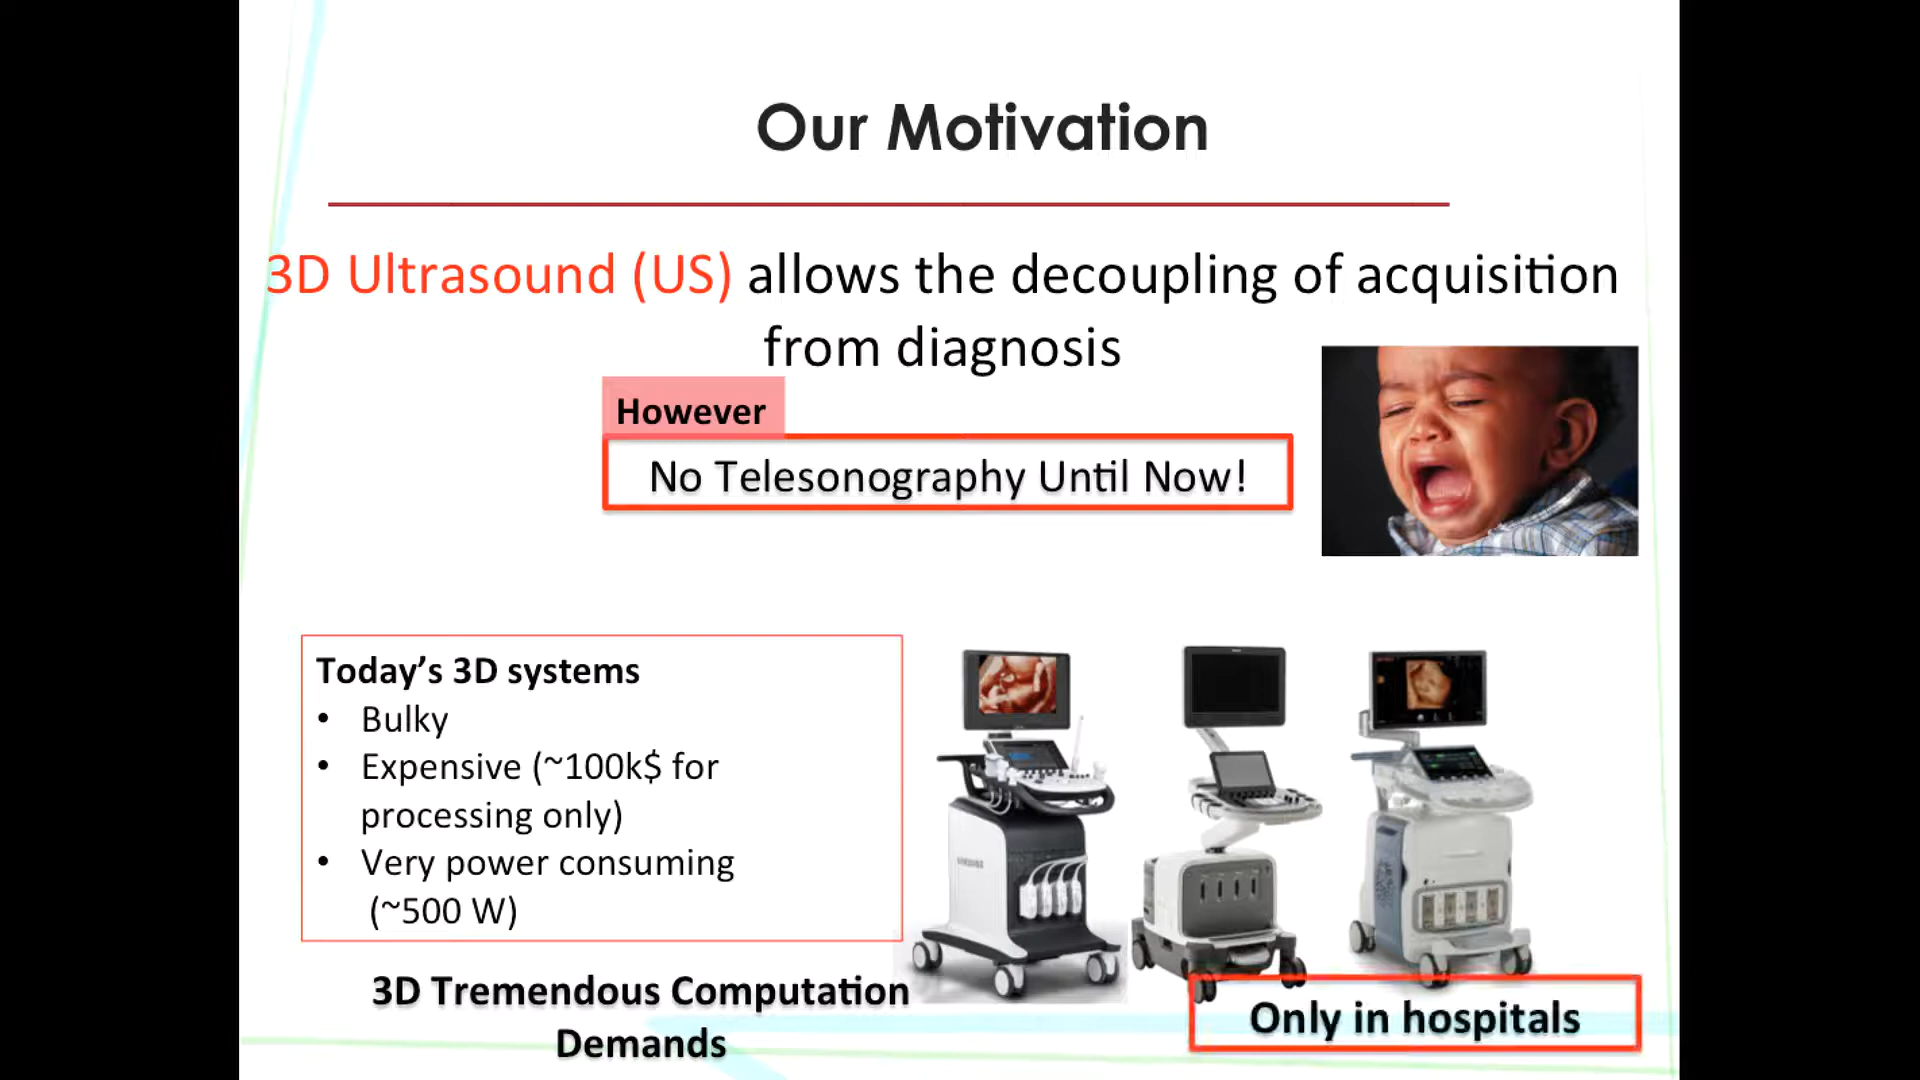 Our Motivation
3D Ultrasound (US) allows the decoupling of acquisition
from diagnosis
However
No Telesonography Until Now!
Today's 3D systems
• Bulky
• Expensive (~100k$ for
processing only)
• Very power consuming
(~500 W)
SAMSUNG
3D Tremendous Computation
Demands
Only in hospitals